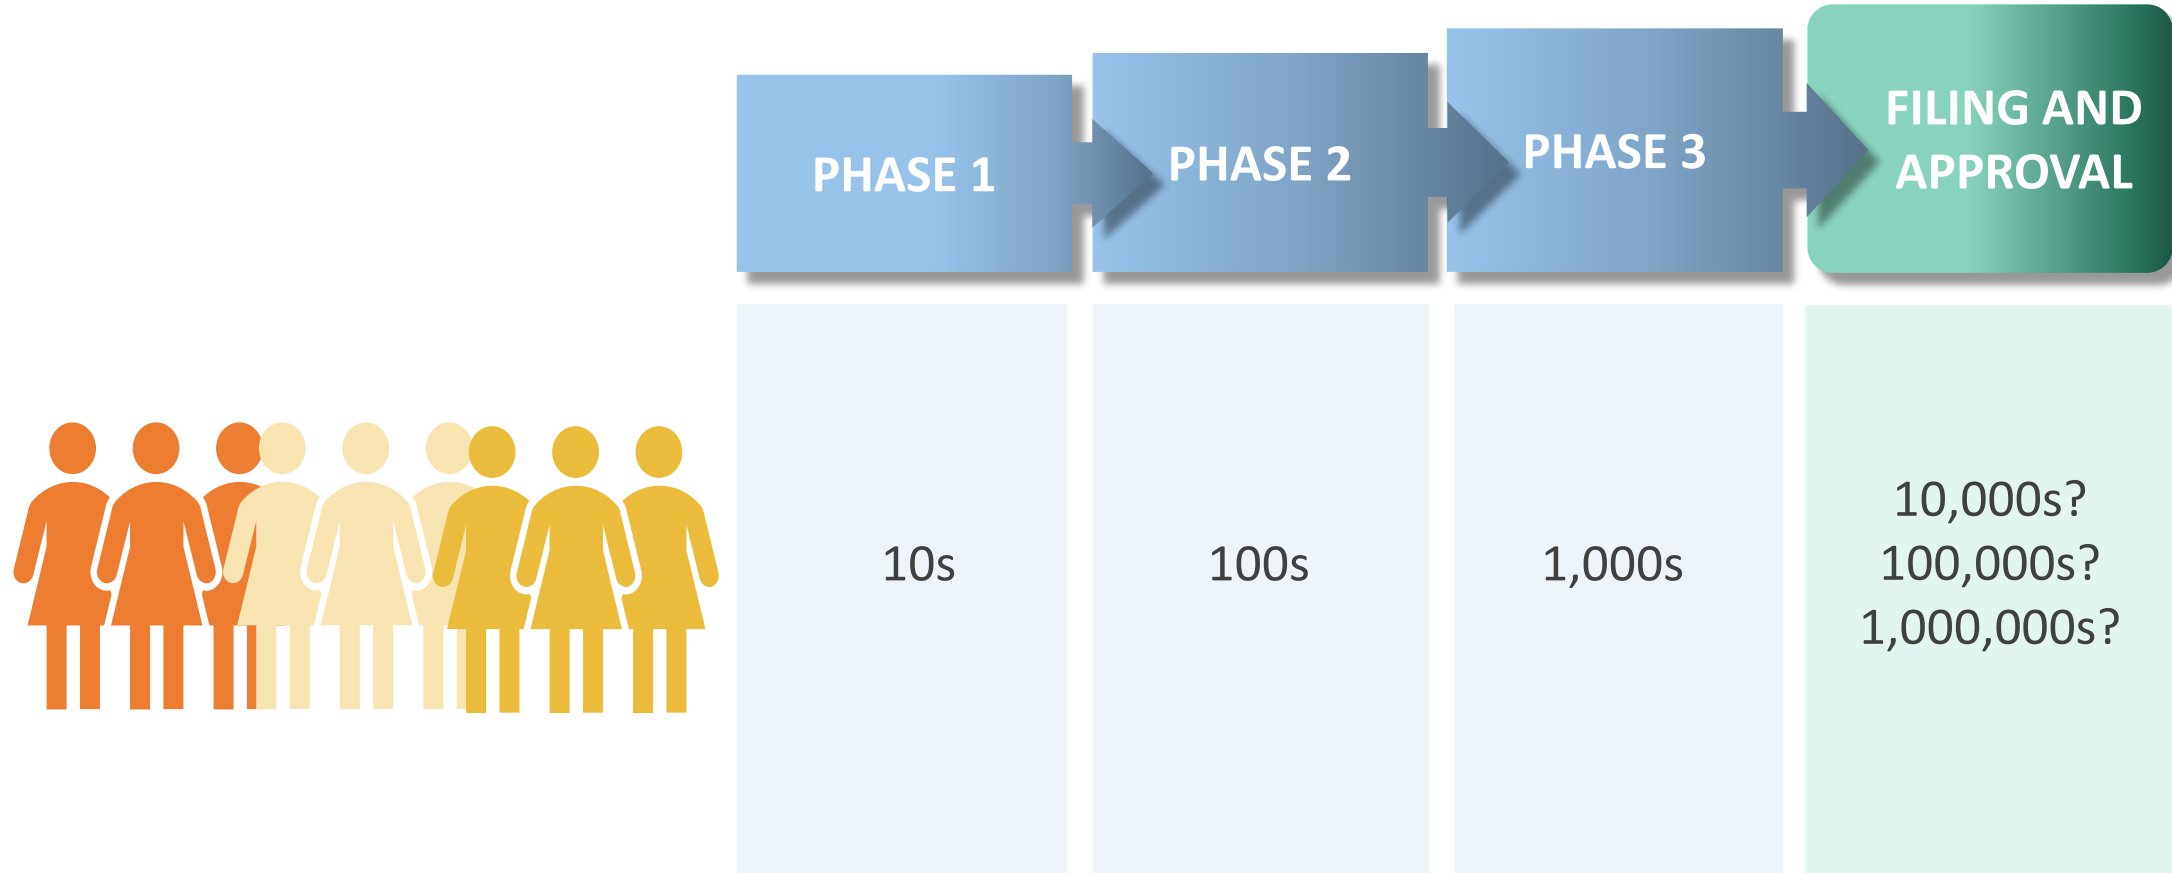 PHASE 1
PHASE 2
PHASE 3
FILING AND
APPROVAL
10s
100s
1,000s
10,000s?
100,000s?
1,000,000s?